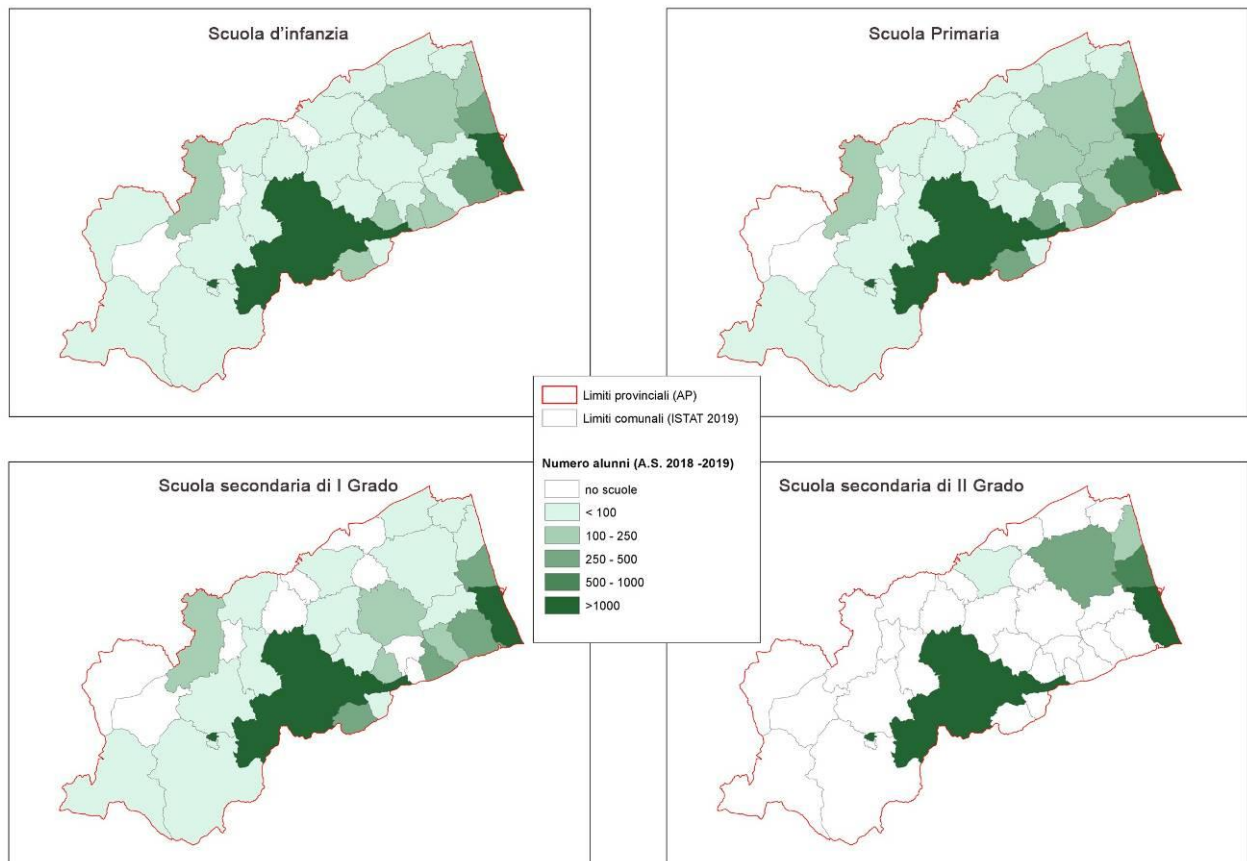 Scuola d'infanzia
Scuola Primaria
Limiti provinciali (AP)
Limiti comunali (ISTAT 2019)
Numero alunni (A.S. 2018 -2019)
no scuole
< 100
100 - 250
250 - 500
500 - 1000
>1000
Scuola secondaria di I Grado
Scuola secondaria di II Grado